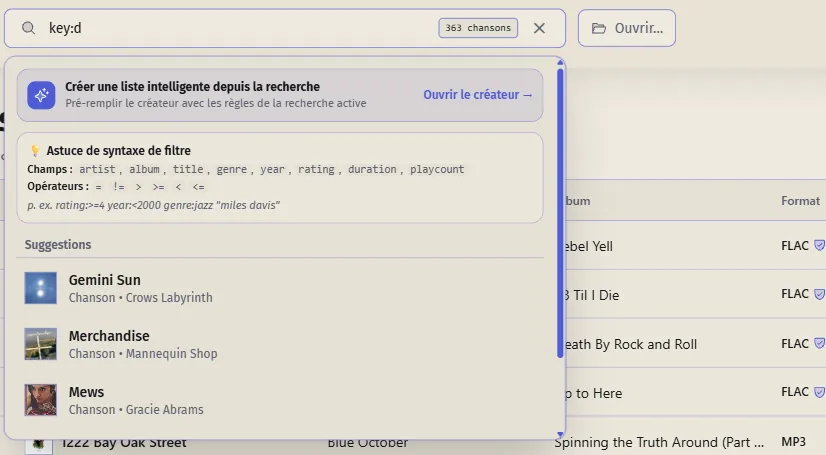 key:d
363 chansons
Ouvrir...
Créer une liste intelligente depuis la recherche
Pré-remplir le créateur avec les règles de la recherche active
Ouvrir le créateur →
Astuce de syntaxe de filtre
Champs : artist, album, title, genre, year, rating, duration, playcount
Opérateurs : = != > >= < <=
p. ex. rating:>=4 year:<2000 genre:jazz "miles davis"
Suggestions
Gemini Sun
Chanson • Crows Labyrinth
Merchandise
Chanson • Mannequin Shop
Mews
Chanson • Gracie Abrams
bum
Format
ebel Yell
FLAC
3 Til I Die
FLAC
eath By Rock and Roll
FLAC
p to Here
FLAC
1222 Bay Oak Street
Blue October
Spinning the Truth Around (Part ...
MP3